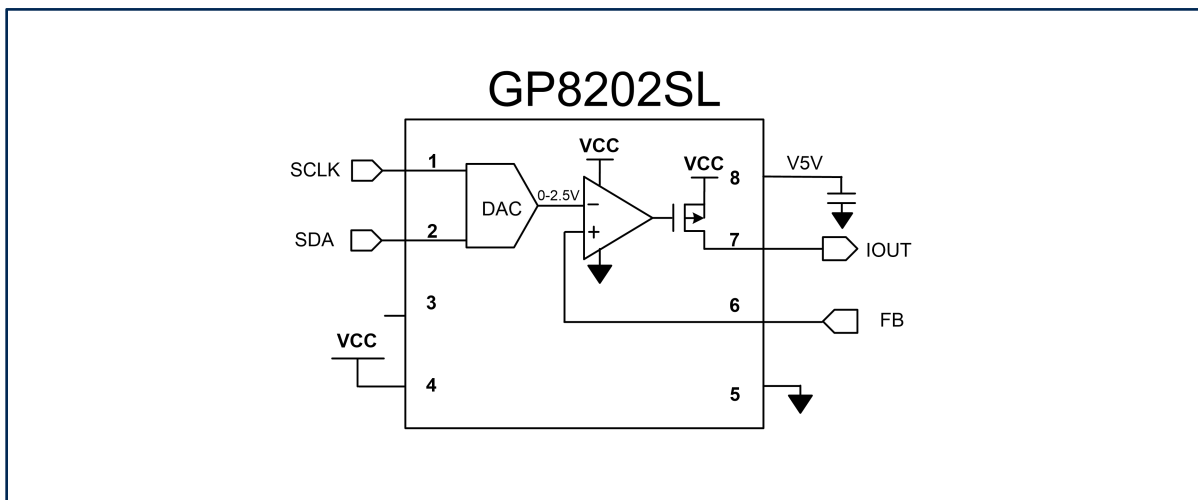 GP8202SL
SCLK
1
DAC
0-2.5V
VCC
−
+
VCC
8
V5V
SDA
2
7
IOUT
3
6
FB
VCC
4
5